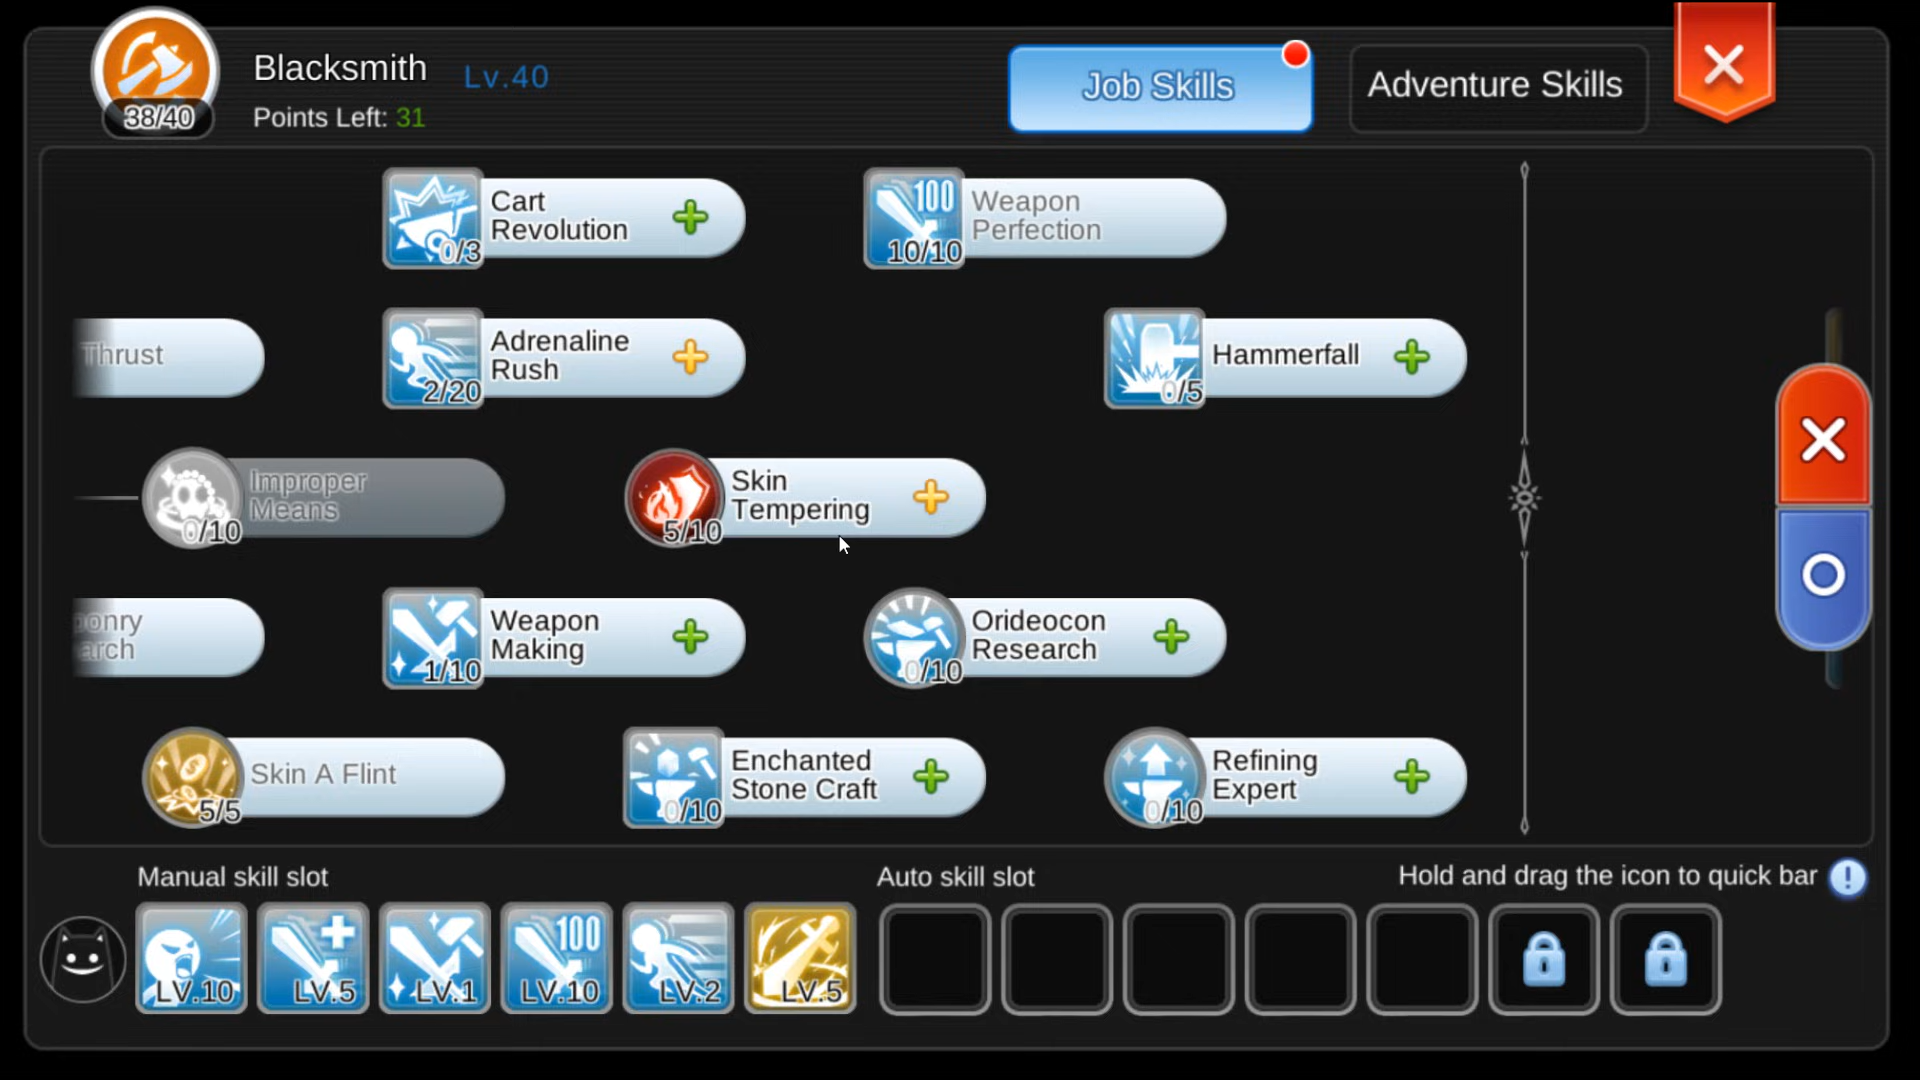 Blacksmith Lv.40
38/40
Points Left: 31
Job Skills
Adventure Skills
Cart
Revolution
0/3
100
Weapon
Perfection
10/10
Thrust
Adrenaline
Rush
2/20
Hammerfall
0/5
Improper
Means
0/10
Skin
Tempering
5/10
onry
arch
Weapon
Making
1/10
Orideocon
Research
0/10
Skin A Flint
5/5
Enchanted
Stone Craft
0/10
Refining
Expert
0/10
Manual skill slot
Auto skill slot
Hold and drag the icon to quick bar
LV.10
LV.5
LV.1
100
LV.10
LV.2
LV.5